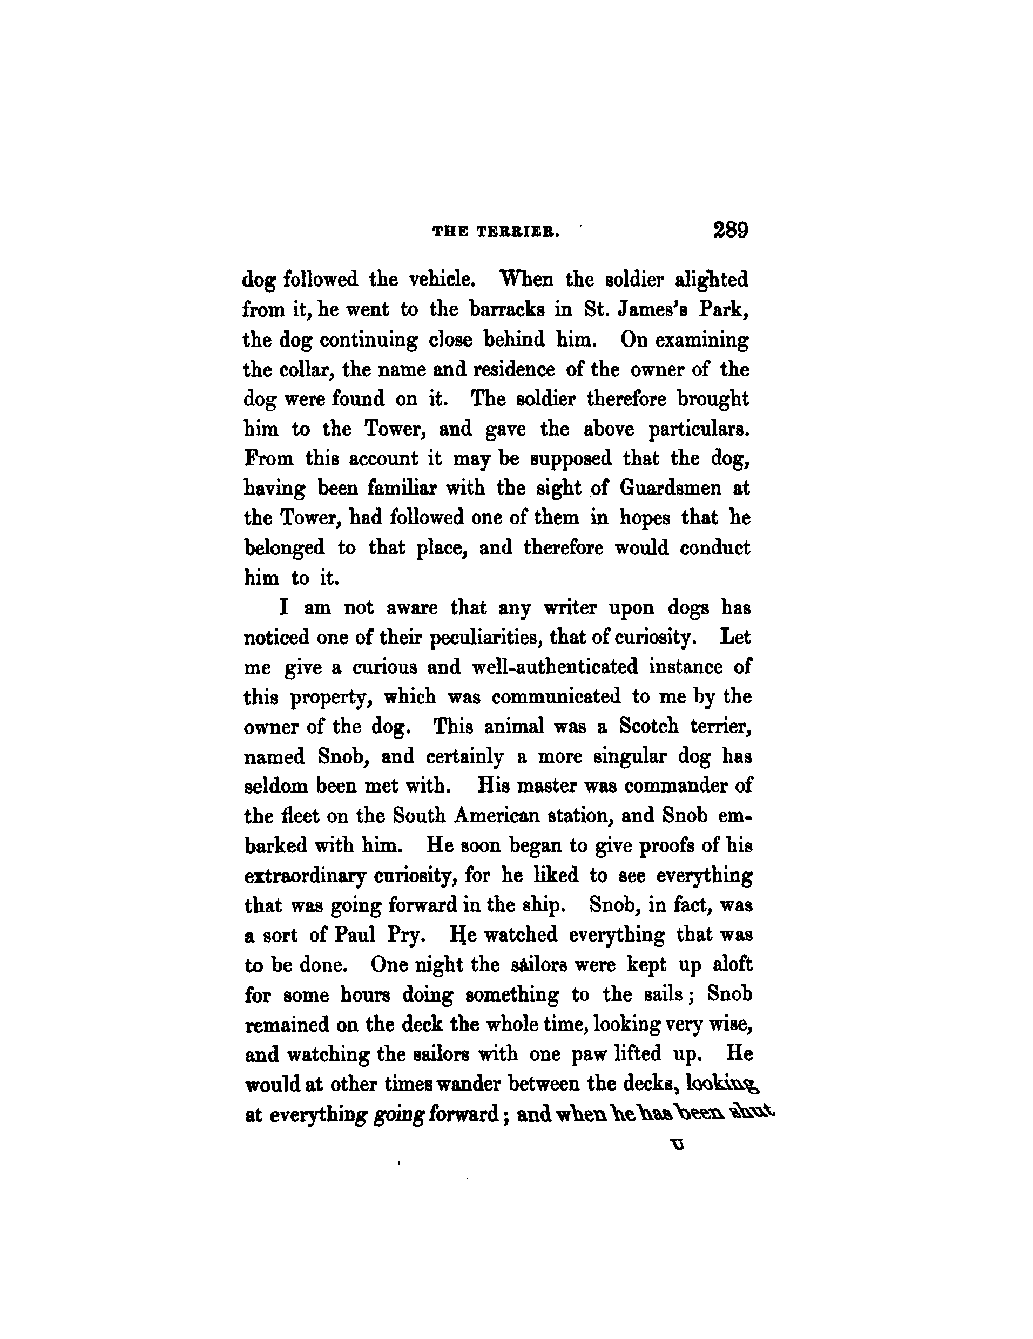 THE TERRIER. 289
dog followed the vehicle. When the soldier alighted
from it, he went to the barracks in St. James's Park,
the dog continuing close behind him. On examining
the collar, the name and residence of the owner of the
dog were found on it. The soldier therefore brought
him to the Tower, and gave the above particulars.
From this account it may be supposed that the dog,
having been familiar with the sight of Guardsmen at
the Tower, had followed one of them in hopes that he
belonged to that place, and therefore would conduct
him to it.
I am not aware that any writer upon dogs has
noticed one of their peculiarities, that of curiosity. Let
me give a curious and well-authenticated instance of
this property, which was communicated to me by the
owner of the dog. This animal was a Scotch terrier,
named Snob, and certainly a more singular dog has
seldom been met with. His master was commander of
the fleet on the South American station, and Snob em-
barked with him. He soon began to give proofs of his
extraordinary curiosity, for he liked to see everything
that was going forward in the ship. Snob, in fact, was
a sort of Paul Pry. He watched everything that was
to be done. One night the sailors were kept up aloft
for some hours doing something to the sails; Snob
remained on the deck the whole time, looking very wise,
and watching the sailors with one paw lifted up. He
would at other times wander between the decks, looking
at everything going forward; and when he has been shut
U